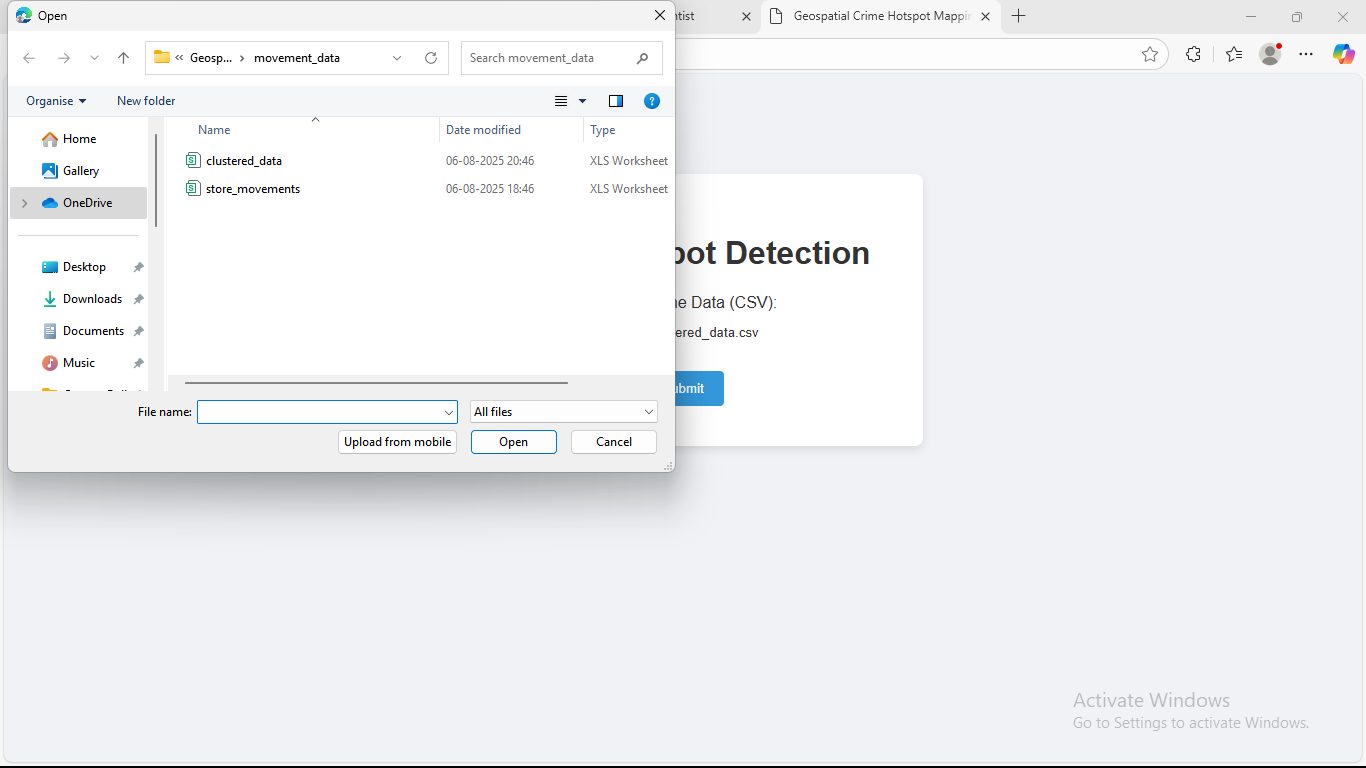 Open
tist
Geospatial Crime Hotspot Mappin
« Geosp... > movement_data
Search movement_data
Organise
New folder
Home
Gallery
OneDrive
Desktop
Downloads
Documents
Music
Name
Date modified
Type
clustered_data
06-08-2025 20:46
XLS Worksheet
store_movements
06-08-2025 18:46
XLS Worksheet
File name:
All files
Upload from mobile
Open
Cancel
pot Detection
ne Data (CSV):
ered_data.csv
ubmit
Activate Windows
Go to Settings to activate Windows.